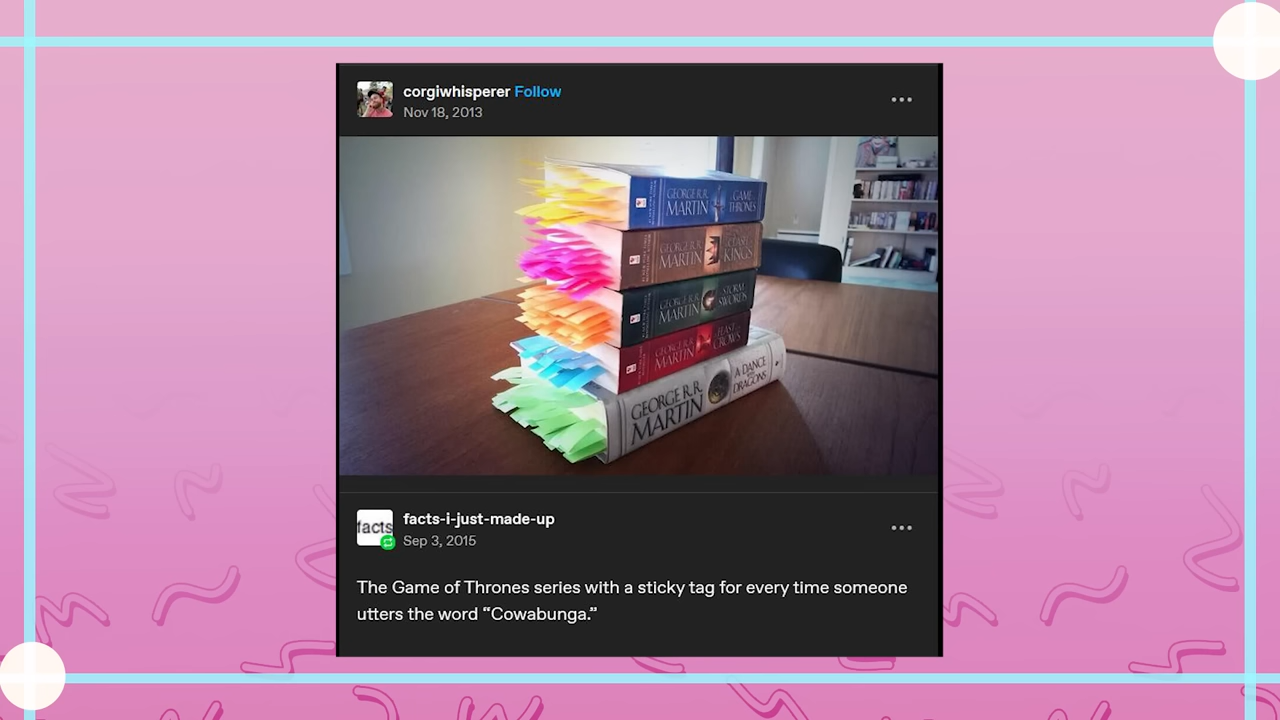 corgiwhisperer Follow
Nov 18, 2013
GEORGE R.R.
MARTIN
A GAME
OF
THRONES
GEORGE R.R.
MARTIN
A CLASH
OF
KINGS
GEORGE R.R.
MARTIN
A STORM
OF
SWORDS
GEORGE R.R.
MARTIN
A FEAST
FOR
CROWS
GEORGE R.R.
MARTIN
A DANCE
WITH
DRAGONS
facts
facts-i-just-made-up
Sep 3, 2015
The Game of Thrones series with a sticky tag for every time someone
utters the word “Cowabunga.”